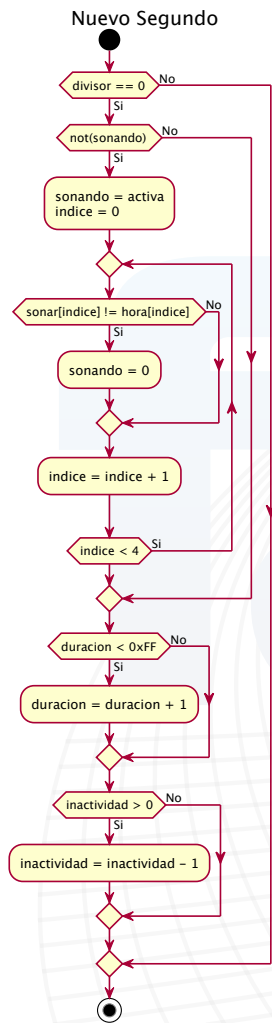 Nuevo Segundo
divisor == 0
No
Si
not(sonando)
No
Si
sonando = activa
indice = 0
sonar[indice] != hora[indice]
No
Si
sonando = 0
indice = indice + 1
indice < 4
Si
duracion < 0xFF
No
Si
duracion = duracion + 1
inactividad > 0
No
Si
inactividad = inactividad - 1